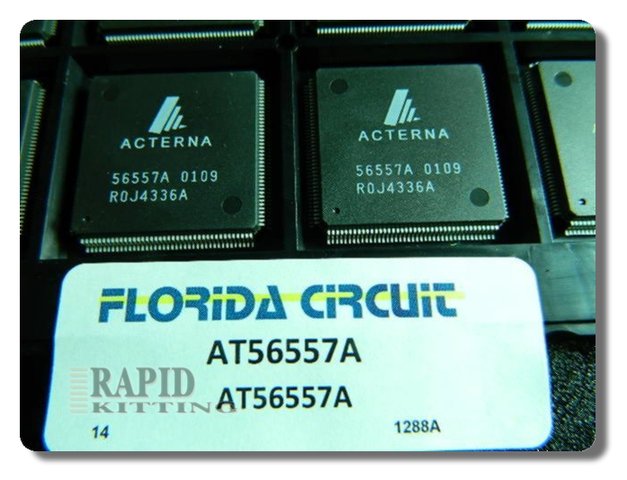 ACTERNA
56557A 0109
R0J4336A
ACTERNA
56557A 0109
R0J4336A
FLORIDA CIRCUIT
AT56557A
AT56557A
RAPID
KITTING
14
1288A